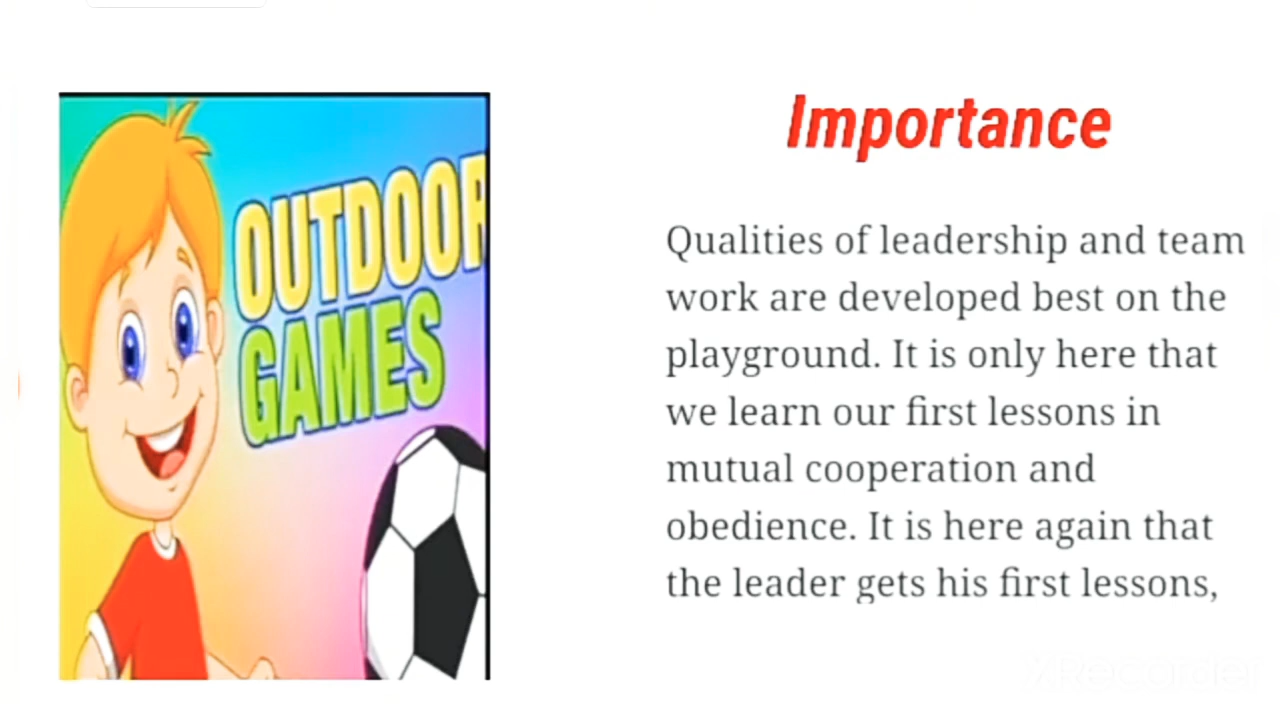 OUTDOOR
GAMES
Importance
Qualities of leadership and team
work are developed best on the
playground. It is only here that
we learn our first lessons in
mutual cooperation and
obedience. It is here again that
the leader gets his first lessons,
XRecorder